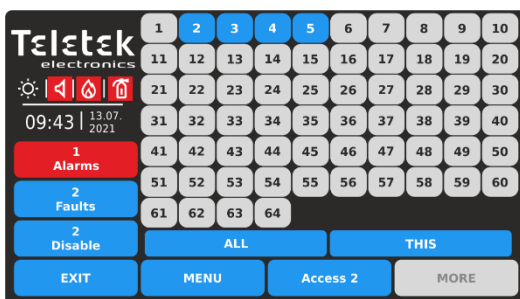 Teletek
electronics
09:43 13.07.
2021
1
Alarms
2
Faults
2
Disable
1 2 3 4 5 6 7 8 9 10
11 12 13 14 15 16 17 18 19 20
21 22 23 24 25 26 27 28 29 30
31 32 33 34 35 36 37 38 39 40
41 42 43 44 45 46 47 48 49 50
51 52 53 54 55 56 57 58 59 60
61 62 63 64
ALL THIS
EXIT MENU Access 2 MORE